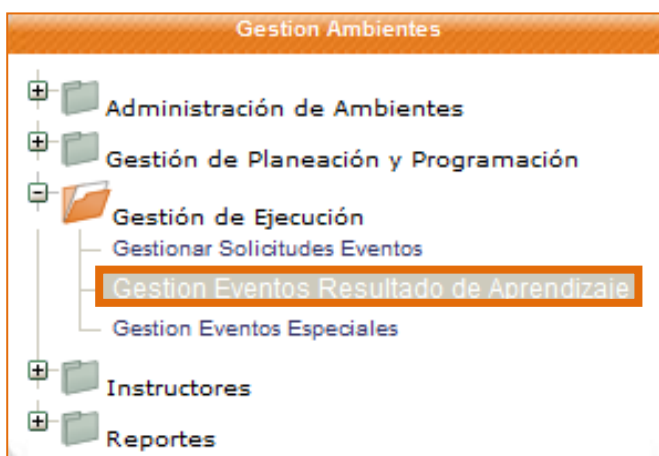 Gestion Ambientes
Administración de Ambientes
Gestión de Planeación y Programación
Gestión de Ejecución
Gestionar Solicitudes Eventos
Gestion Eventos Resultado de Aprendizaje
Gestion Eventos Especiales
Instructores
Reportes